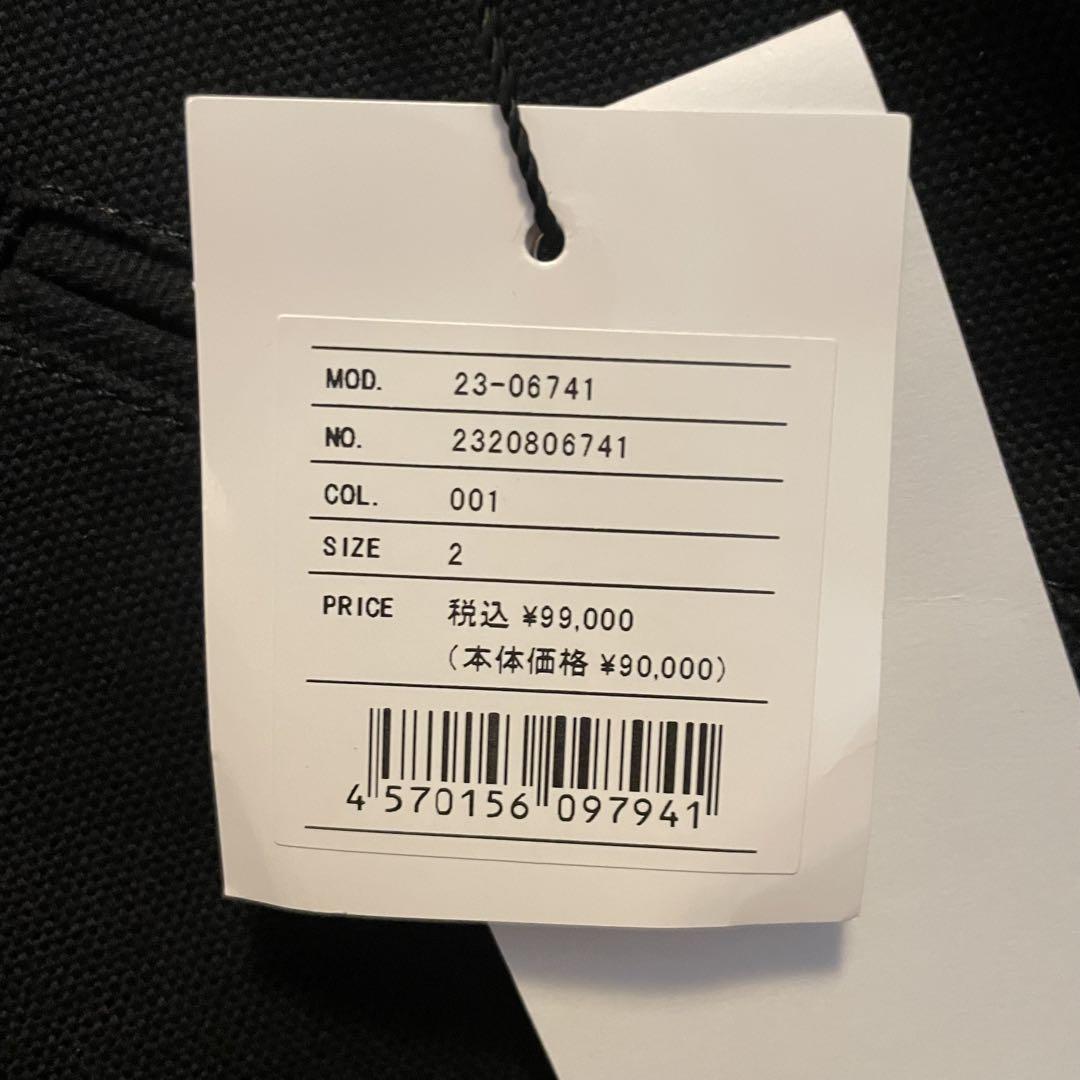 MOD. 23-06741
NO. 2320806741
COL. 001
SIZE 2
PRICE 税込 ¥99,000
(本体価格 ¥90,000)
4 570156 097941